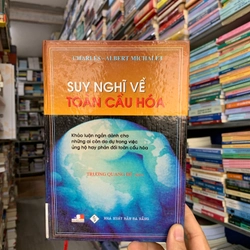 CHARLES - ALBERT MICHALET
SUY NGHĨ VỀ
TOÀN CẦU HÓA
Khảo luận ngắn dành cho
những ai còn do dự trong việc
ủng hộ hay phản đối toàn cầu hóa
NHÀ XUẤT BẢN ĐÀ NẴNG